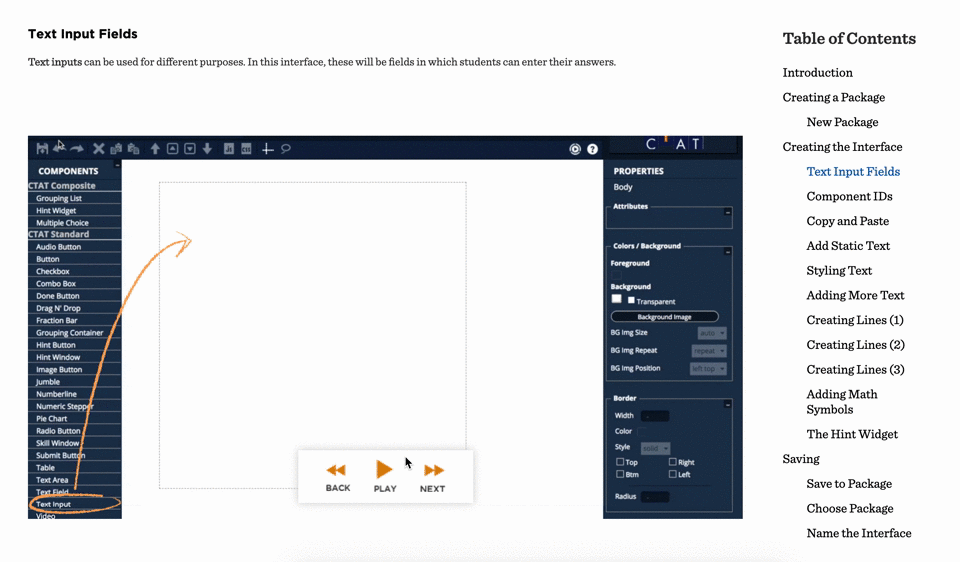 Text Input Fields
Text inputs can be used for different purposes. In this interface, these will be fields in which students can enter their answers.
CTAT
COMPONENTS
CTAT Composite
Grouping List
Hint Widget
Multiple Choice
CTAT Standard
Audio Button
Button
Checkbox
Combo Box
Done Button
Drag N' Drop
Fraction Bar
Grouping Container
Hint Button
Hint Window
Image Button
Jumble
Numberline
Numeric Stepper
Pie Chart
Radio Button
Skill Window
Submit Button
Table
Text Area
Text Field
Text Input
Video
BACK
PLAY
NEXT
PROPERTIES
Body
Attributes
Colors / Background
Foreground
Background
Transparent
Background Image
BG Img Size auto
BG Img Repeat repeat
BG Img Position left top
Border
Width
Color
Style solid
Top Right
Btm Left
Radius
Table of Contents
Introduction
Creating a Package
New Package
Creating the Interface
Text Input Fields
Component IDs
Copy and Paste
Add Static Text
Styling Text
Adding More Text
Creating Lines (1)
Creating Lines (2)
Creating Lines (3)
Adding Math
Symbols
The Hint Widget
Saving
Save to Package
Choose Package
Name the Interface